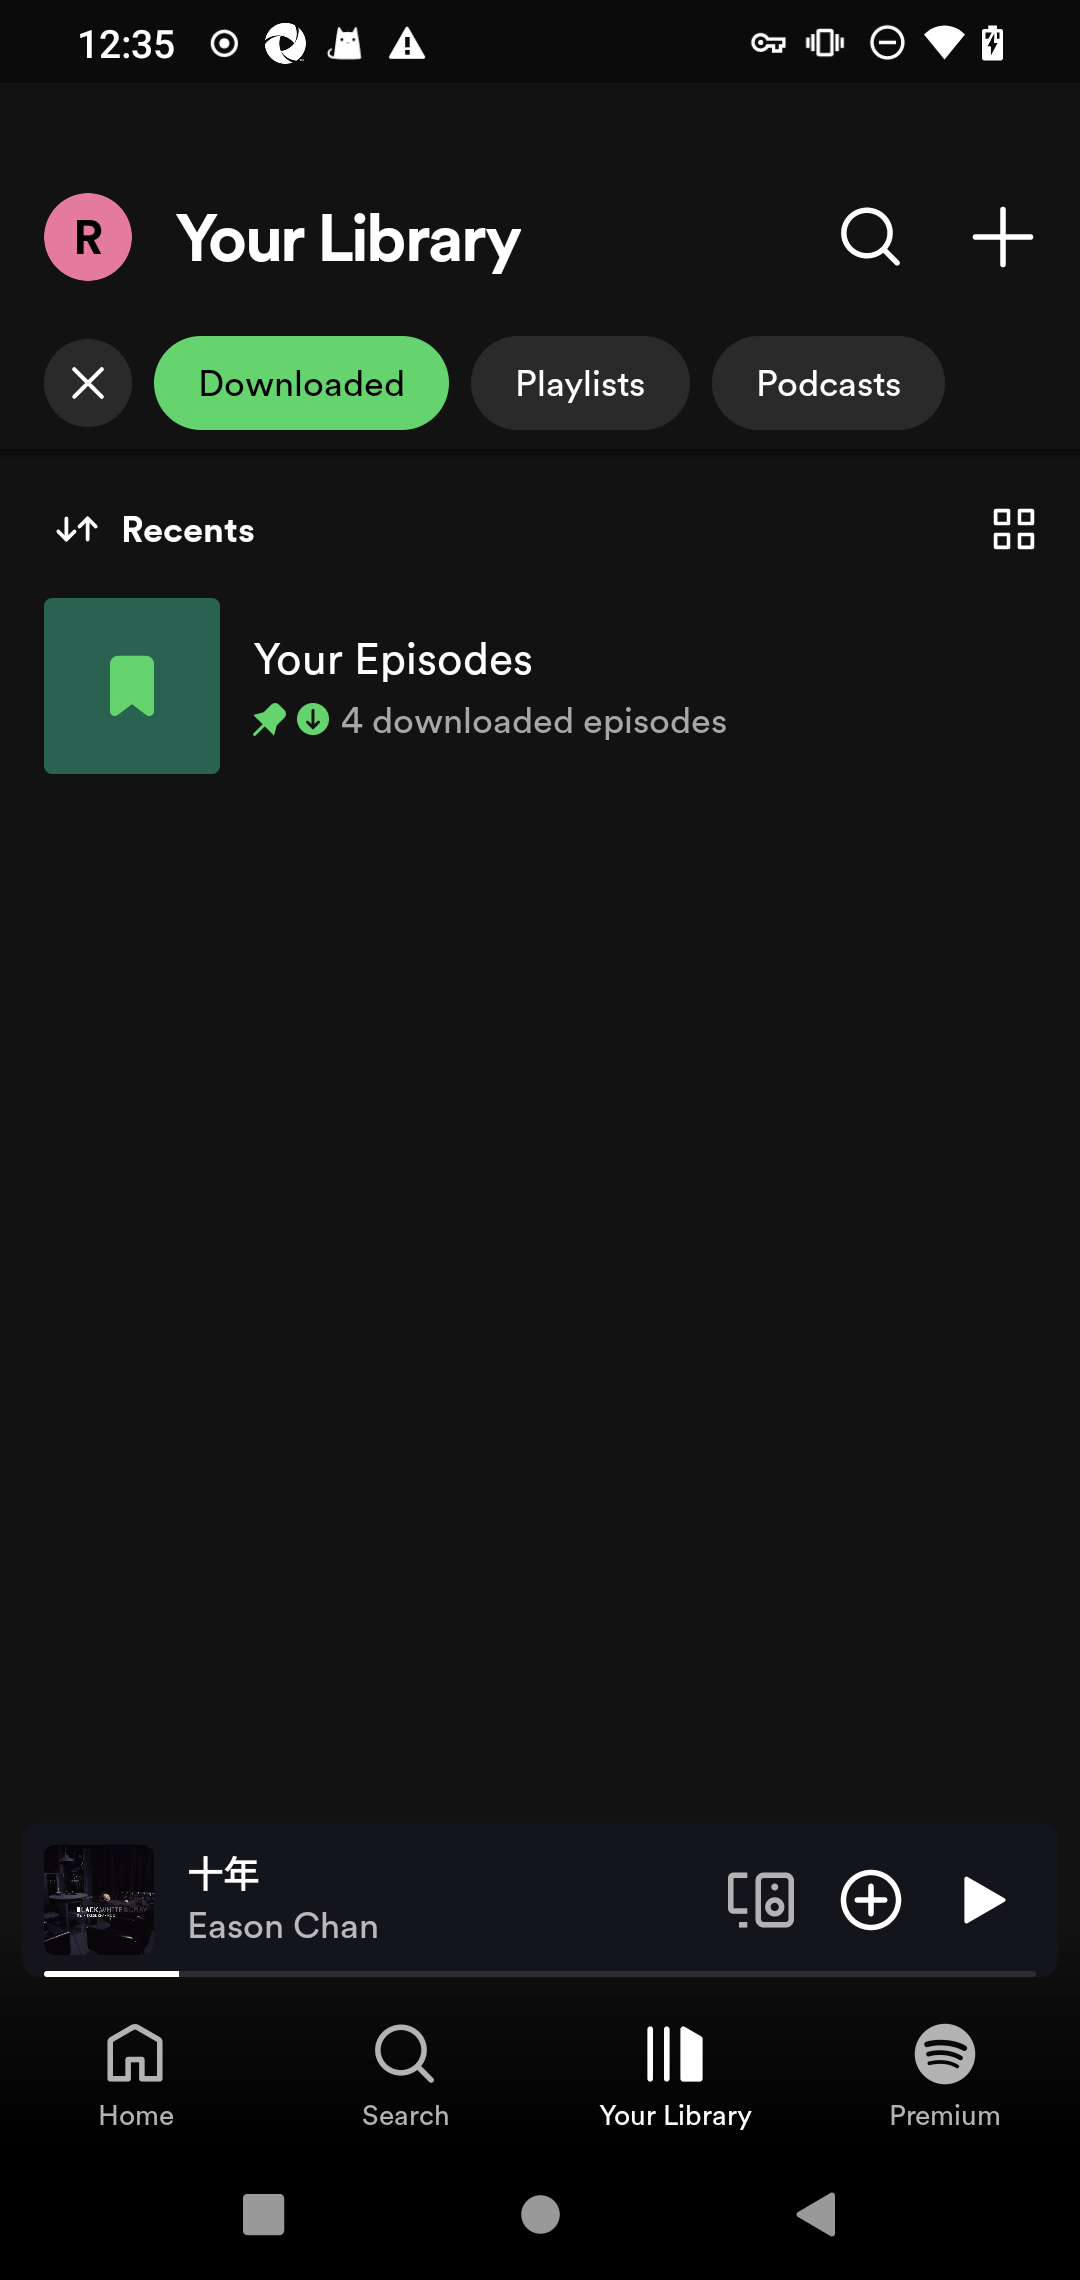 12:35
R
Your Library
Downloaded
Playlists
Podcasts
Recents
Your Episodes
4 downloaded episodes
十年
Eason Chan
Home
Search
Your Library
Premium